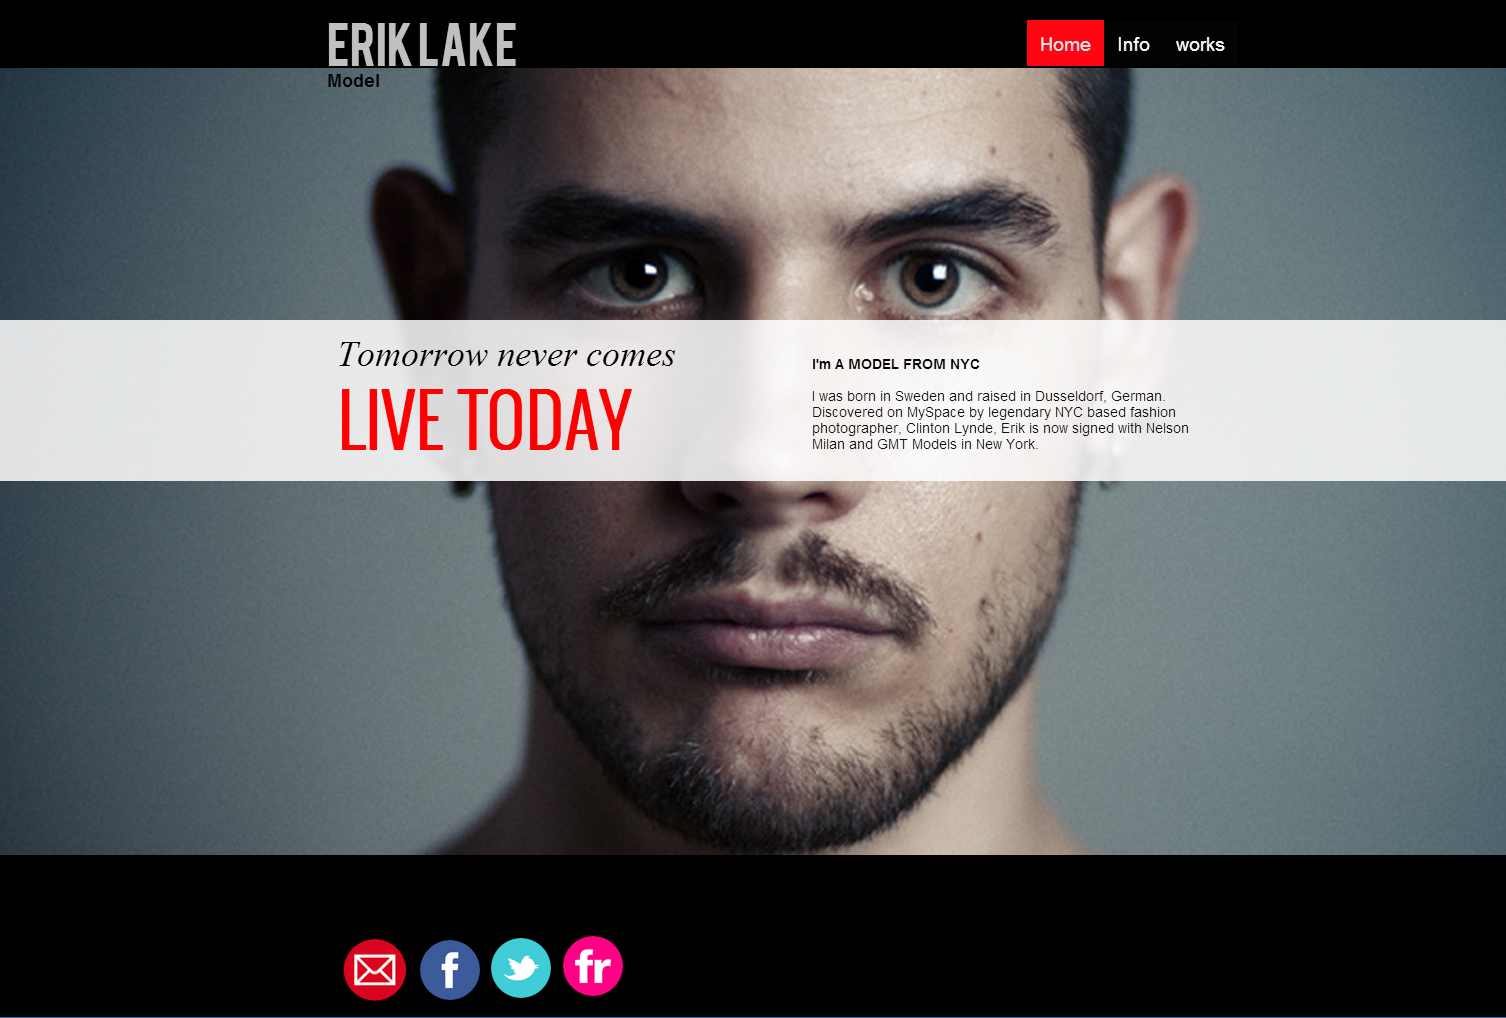 ERIK LAKE
Model
Home
Info
works
Tomorrow never comes
LIVE TODAY
I'm A MODEL FROM NYC
I was born in Sweden and raised in Dusseldorf, German.
Discovered on MySpace by legendary NYC based fashion
photographer, Clinton Lynde, Erik is now signed with Nelson
Milan and GMT Models in New York.
f
fr